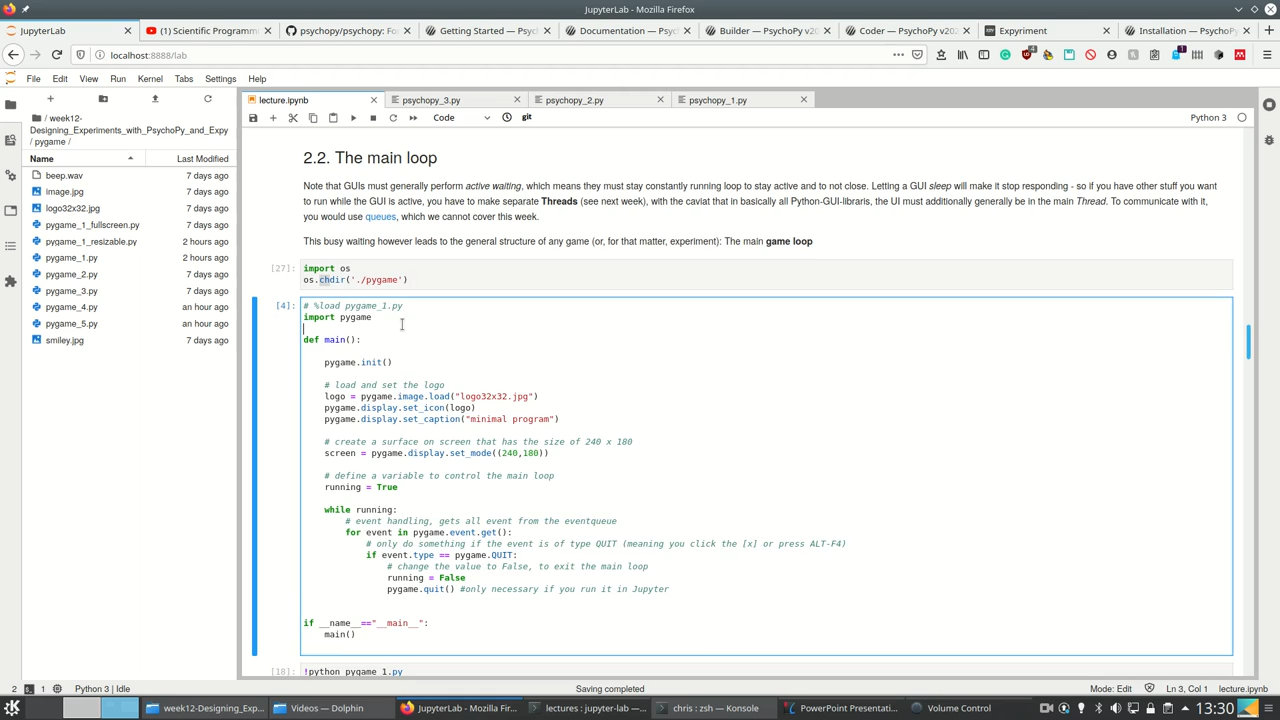 JupyterLab - Mozilla Firefox
JupyterLab
(1) Scientific Programm
psychopy/psychopy: Fo
Getting Started — Psyc
Documentation — Psyc
Builder — PsychoPy v20
Coder — PsychoPy v202
Expyriment
Installation — PsychoP
localhost:8888/lab
File Edit View Run Kernel Tabs Settings Help
lecture.ipynb
psychopy_3.py
psychopy_2.py
psychopy_1.py
Code
git
Python 3
/ week12-
Designing_Experiments_with_PsychoPy_and_Expy
/ pygame /
Name Last Modified
beep.wav 7 days ago
image.jpg 7 days ago
logo32x32.jpg 7 days ago
pygame_1_fullscreen.py 7 days ago
pygame_1_resizable.py 2 hours ago
pygame_1.py 2 hours ago
pygame_2.py 7 days ago
pygame_3.py 7 days ago
pygame_4.py an hour ago
pygame_5.py an hour ago
smiley.jpg 7 days ago
2.2. The main loop
Note that GUIs must generally perform active waiting, which means they must stay constantly running loop to stay active and to not close. Letting a GUI sleep will make it stop responding - so if you have other stuff you want
to run while the GUI is active, you have to make separate Threads (see next week), with the caviat that in basically all Python-GUI-libraris, the UI must additionally generally be in the main Thread. To communicate with it,
you would use queues, which we cannot cover this week.
This busy waiting however leads to the general structure of any game (or, for that matter, experiment): The main game loop
[27]: import os
os.chdir('./pygame')
[4]: # %load pygame_1.py
import pygame
def main():
pygame.init()
# load and set the logo
logo = pygame.image.load("logo32x32.jpg")
pygame.display.set_icon(logo)
pygame.display.set_caption("minimal program")
# create a surface on screen that has the size of 240 x 180
screen = pygame.display.set_mode((240,180))
# define a variable to control the main loop
running = True
while running:
# event handling, gets all event from the eventqueue
for event in pygame.event.get():
# only do something if the event is of type QUIT (meaning you click the [x] or press ALT-F4)
if event.type == pygame.QUIT:
# change the value to False, to exit the main loop
running = False
pygame.quit() #only necessary if you run it in Jupyter
if __name__=="__main__":
main()
[18]: !python pygame_1.py
2 1 Python 3 | Idle
Saving completed
Mode: Edit
Ln 3, Col 1
lecture.ipynb
week12-Designing_Exp...
Videos — Dolphin
JupyterLab - Mozilla Fi...
lectures : jupyter-lab —...
chris : zsh — Konsole
PowerPoint Presentati...
Volume Control
13:30